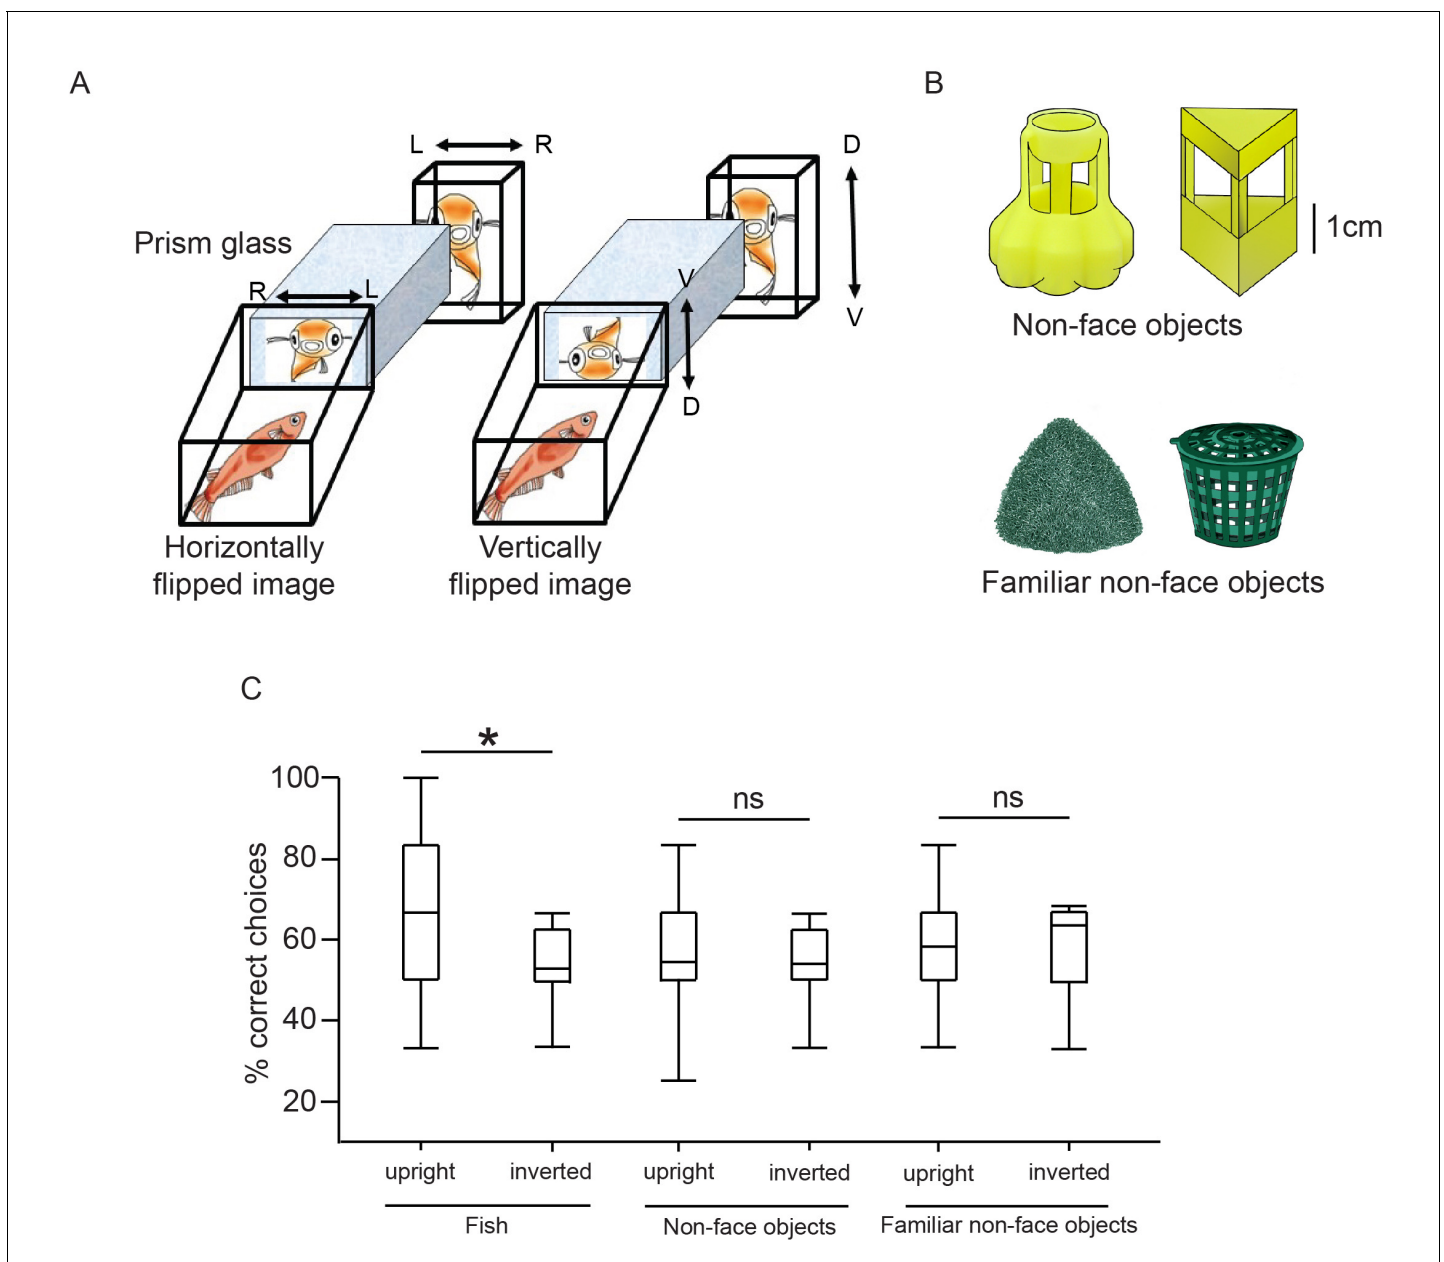 A
L R
Prism glass
R L
Horizontally
flipped image
D
V
V
D
Vertically
flipped image
B
1cm
Non-face objects
Familiar non-face objects
C
*
ns
ns
% correct choices
100
80
60
40
20
upright inverted upright inverted upright inverted
Fish Non-face objects Familiar non-face objects